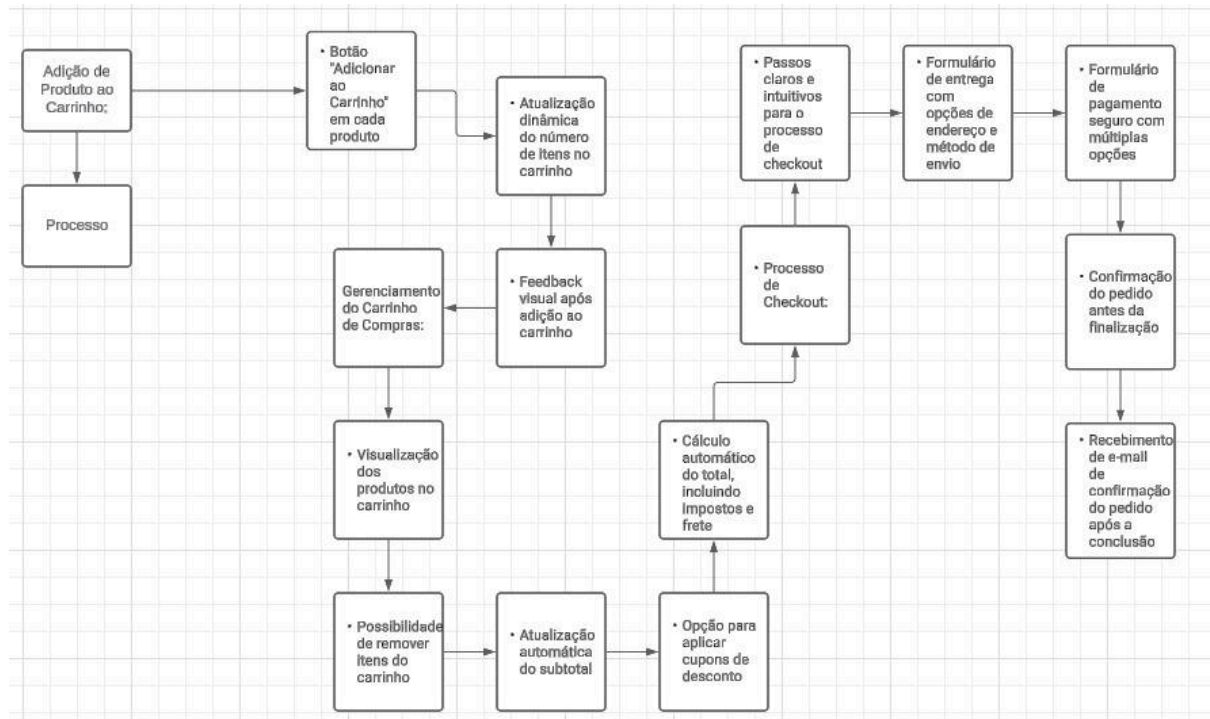 Adição de
Produto ao
Carrinho;
Processo
• Botão
"Adicionar
ao
Carrinho"
em cada
produto
• Atualização
dinâmica
do número
de itens no
carrinho
• Feedback
visual após
adição ao
carrinho
Gerenciamento
do Carrinho
de Compras:
• Visualização
dos
produtos no
carrinho
• Possibilidade
de remover
itens do
carrinho
• Atualização
automática
do subtotal
• Opção para
aplicar
cupons de
desconto
• Cálculo
automático
do total,
incluindo
impostos e
frete
• Processo
de
Checkout:
• Passos
claros e
intuitivos
para o
processo
de
checkout
• Formulário
de entrega
com
opções de
endereço e
método de
envio
• Formulário
de
pagamento
seguro com
múltiplas
opções
• Confirmação
do pedido
antes da
finalização
• Recebimento
de e-mail
de
confirmação
do pedido
após a
conclusão